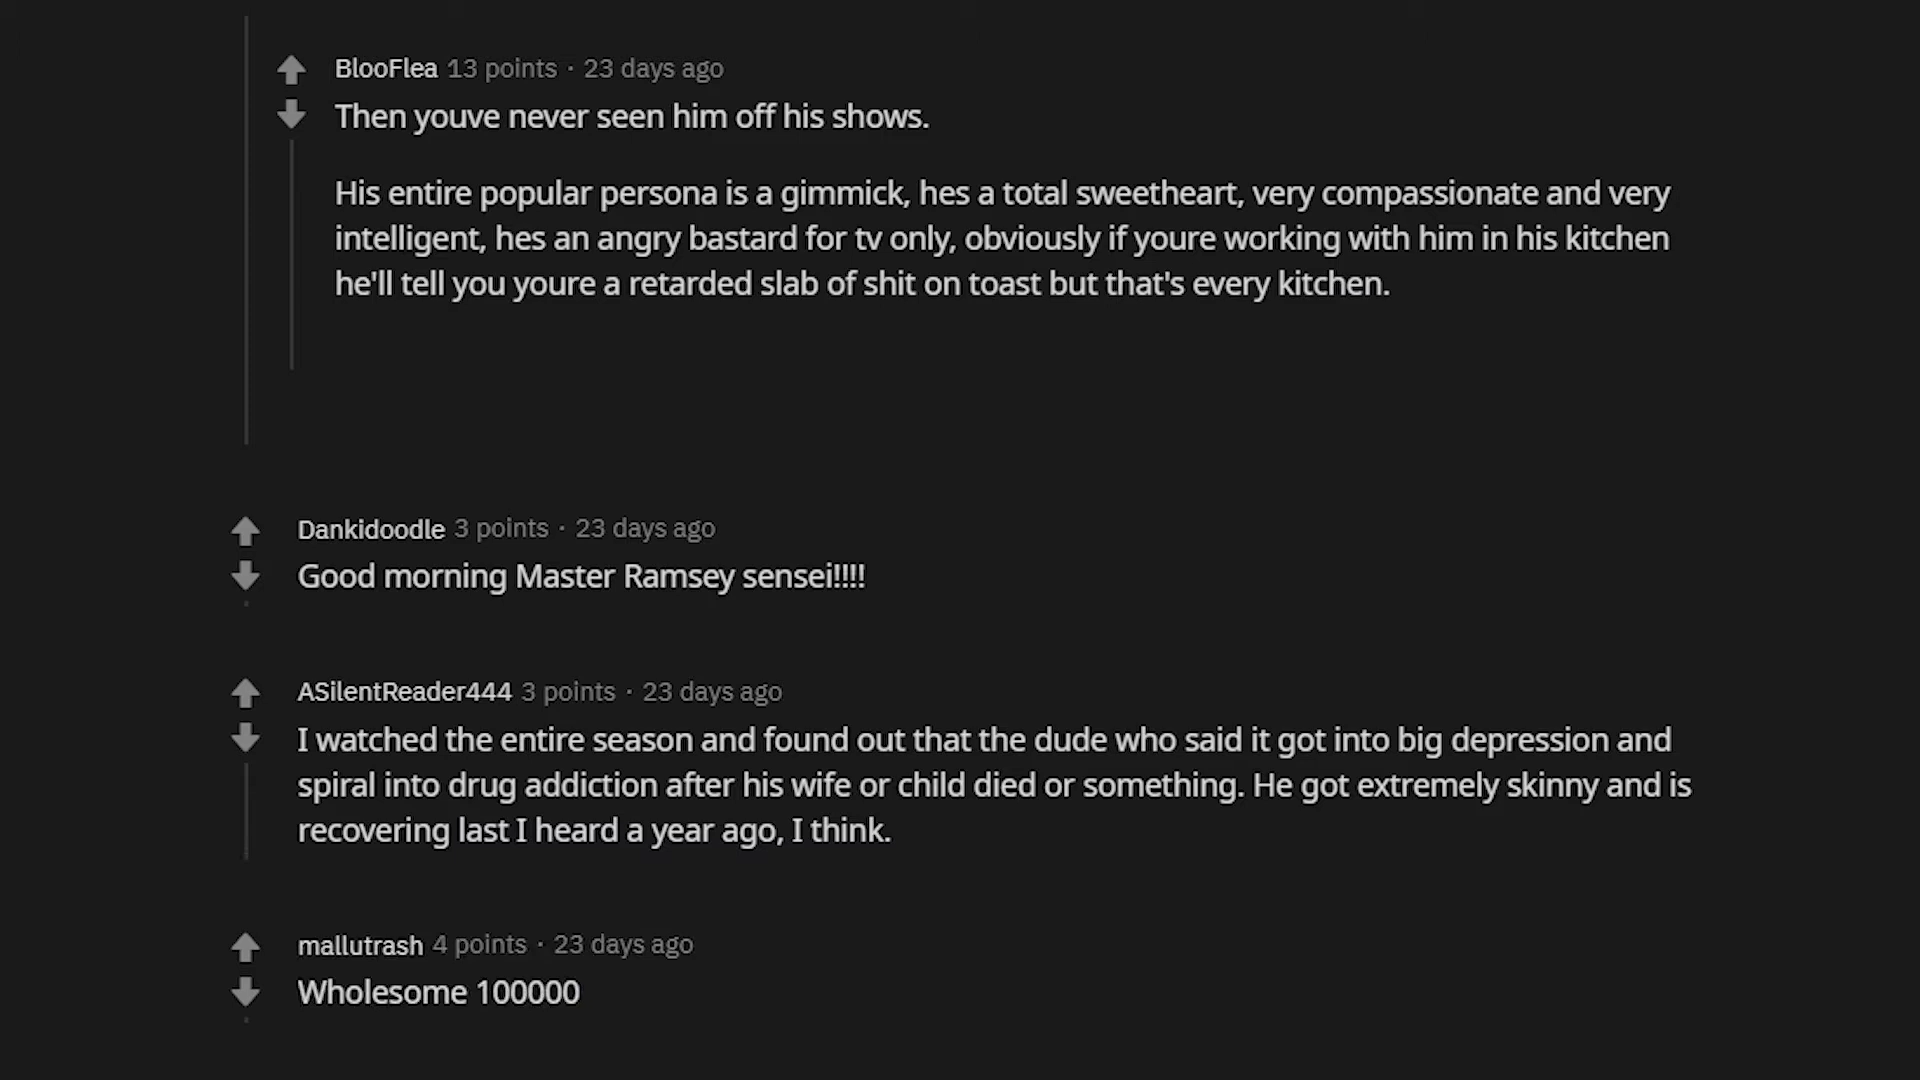 BlooFlea 13 points · 23 days ago
Then youve never seen him off his shows.
His entire popular persona is a gimmick, hes a total sweetheart, very compassionate and very
intelligent, hes an angry bastard for tv only, obviously if youre working with him in his kitchen
he'll tell you youre a retarded slab of shit on toast but that's every kitchen.
Dankidoodle 3 points · 23 days ago
Good morning Master Ramsey sensei!!!!
ASilentReader444 3 points · 23 days ago
I watched the entire season and found out that the dude who said it got into big depression and
spiral into drug addiction after his wife or child died or something. He got extremely skinny and is
recovering last I heard a year ago, I think.
mallutrash 4 points · 23 days ago
Wholesome 100000